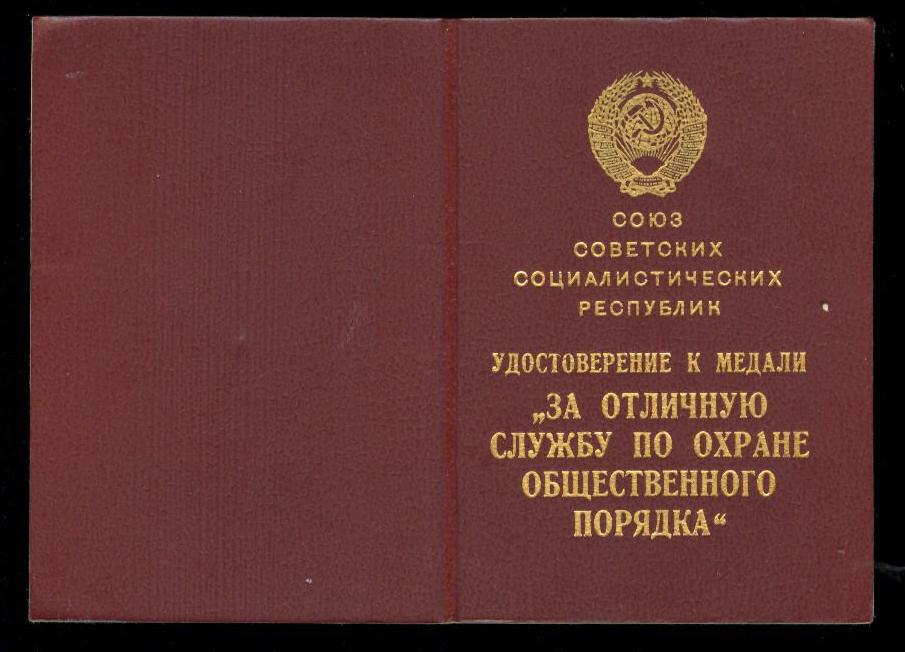 СОЮЗ
СОВЕТСКИХ
СОЦИАЛИСТИЧЕСКИХ
РЕСПУБЛИК
УДОСТОВЕРЕНИЕ К МЕДАЛИ
„ЗА ОТЛИЧНУЮ
СЛУЖБУ ПО ОХРАНЕ
ОБЩЕСТВЕННОГО
ПОРЯДКА“